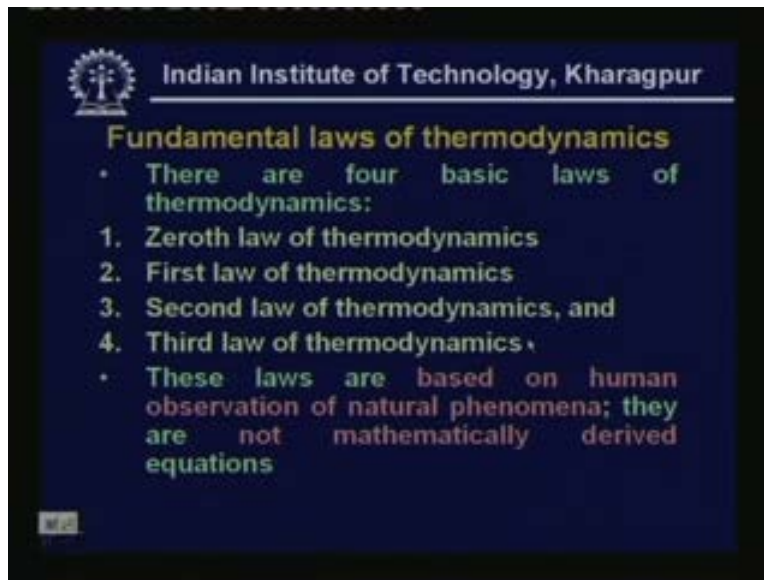 Indian Institute of Technology, Kharagpur
Fundamental laws of thermodynamics
• There are four basic laws of
thermodynamics:
1. Zeroth law of thermodynamics
2. First law of thermodynamics
3. Second law of thermodynamics, and
4. Third law of thermodynamics
• These laws are based on human
observation of natural phenomena; they
are not mathematically derived
equations